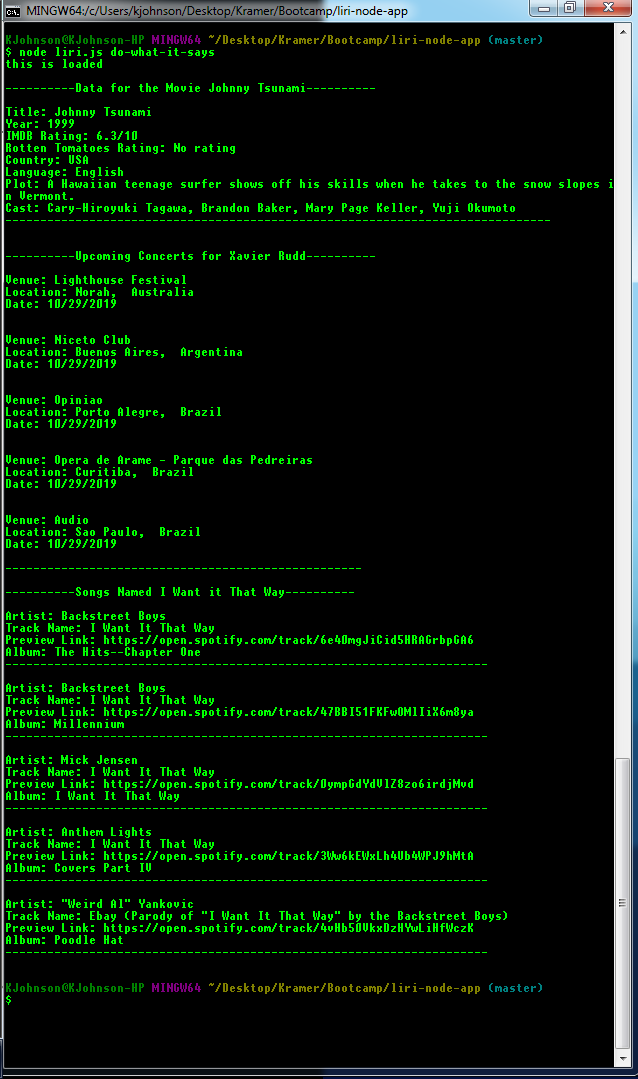 MINGW64:/c/Users/kjohnson/Desktop/Kramer/Bootcamp/liri-node-app
KJohnson@KJohnson-HP MINGW64 ~/Desktop/Kramer/Bootcamp/liri-node-app (master)
$ node liri.js do-what-it-says
this is loaded
----------Data for the Movie Johnny Tsunami----------
Title: Johnny Tsunami
Year: 1999
IMDB Rating: 6.3/10
Rotten Tomatoes Rating: No rating
Country: USA
Language: English
Plot: A Hawaiian teenage surfer shows off his skills when he takes to the snow slopes i
n Vermont.
Cast: Cary-Hiroyuki Tagawa, Brandon Baker, Mary Page Keller, Yuji Okumoto
------------------------------------------------------------------------------
----------Upcoming Concerts for Xavier Rudd----------
Venue: Lighthouse Festival
Location: Norah,  Australia
Date: 10/29/2019
Venue: Niceto Club
Location: Buenos Aires,  Argentina
Date: 10/29/2019
Venue: Opiniao
Location: Porto Alegre,  Brazil
Date: 10/29/2019
Venue: Opera de Arame - Parque das Pedreiras
Location: Curitiba,  Brazil
Date: 10/29/2019
Venue: Audio
Location: Sao Paulo,  Brazil
Date: 10/29/2019
---------------------------------------------------
----------Songs Named I Want it That Way----------
Artist: Backstreet Boys
Track Name: I Want It That Way
Preview Link: https://open.spotify.com/track/6e40mgJiCid5HRAGrbpGA6
Album: The Hits--Chapter One
---------------------------------------------------------------------
Artist: Backstreet Boys
Track Name: I Want It That Way
Preview Link: https://open.spotify.com/track/47BBI51FKFwOMlIiX6m8ya
Album: Millennium
---------------------------------------------------------------------
Artist: Mick Jensen
Track Name: I Want It That Way
Preview Link: https://open.spotify.com/track/0ympGdYdVlZ8zo6irdjMvd
Album: I Want It That Way
---------------------------------------------------------------------
Artist: Anthem Lights
Track Name: I Want It That Way
Preview Link: https://open.spotify.com/track/3Ww6kEWxLh4Ub4WPJ9hMtA
Album: Covers Part IV
---------------------------------------------------------------------
Artist: "Weird Al" Yankovic
Track Name: Ebay (Parody of "I Want It That Way" by the Backstreet Boys)
Preview Link: https://open.spotify.com/track/4vHb50VkxDzHYwLiHfWczK
Album: Poodle Hat
---------------------------------------------------------------------
KJohnson@KJohnson-HP MINGW64 ~/Desktop/Kramer/Bootcamp/liri-node-app (master)
$